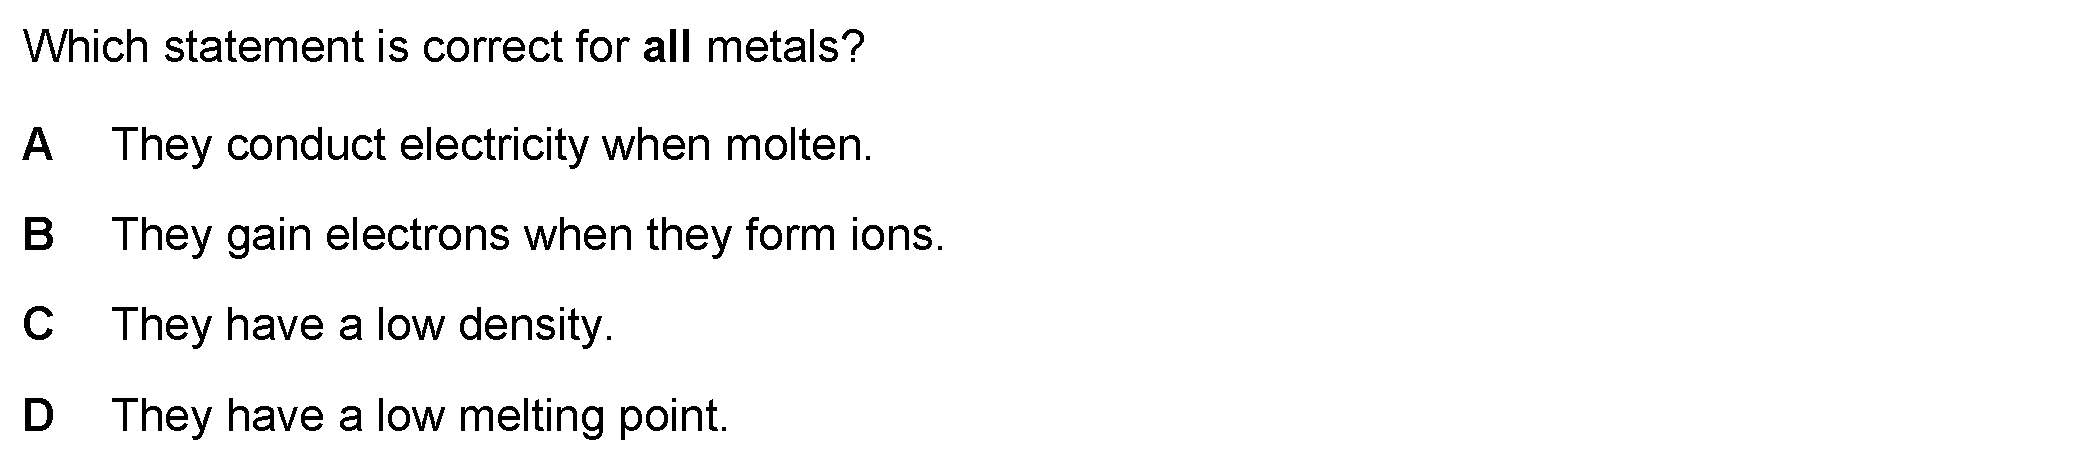 Which statement is correct for all metals?
A They conduct electricity when molten.
B They gain electrons when they form ions.
C They have a low density.
D They have a low melting point.